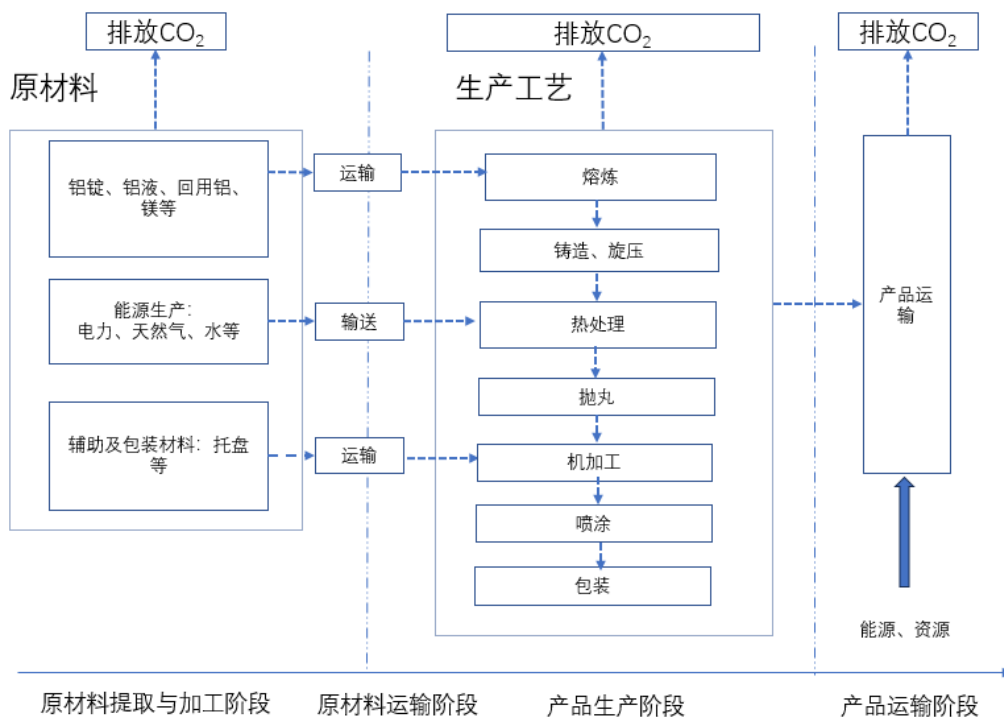 排放CO₂
排放CO₂
排放CO₂
原材料
生产工艺
铝锭、铝液、回用铝、
镁等
运输
熔炼
铸造、旋压
能源生产：
电力、天然气、水等
输送
热处理
产品运
输
抛丸
辅助及包装材料：托盘
等
运输
机加工
喷涂
包装
能源、资源
原材料提取与加工阶段
原材料运输阶段
产品生产阶段
产品运输阶段